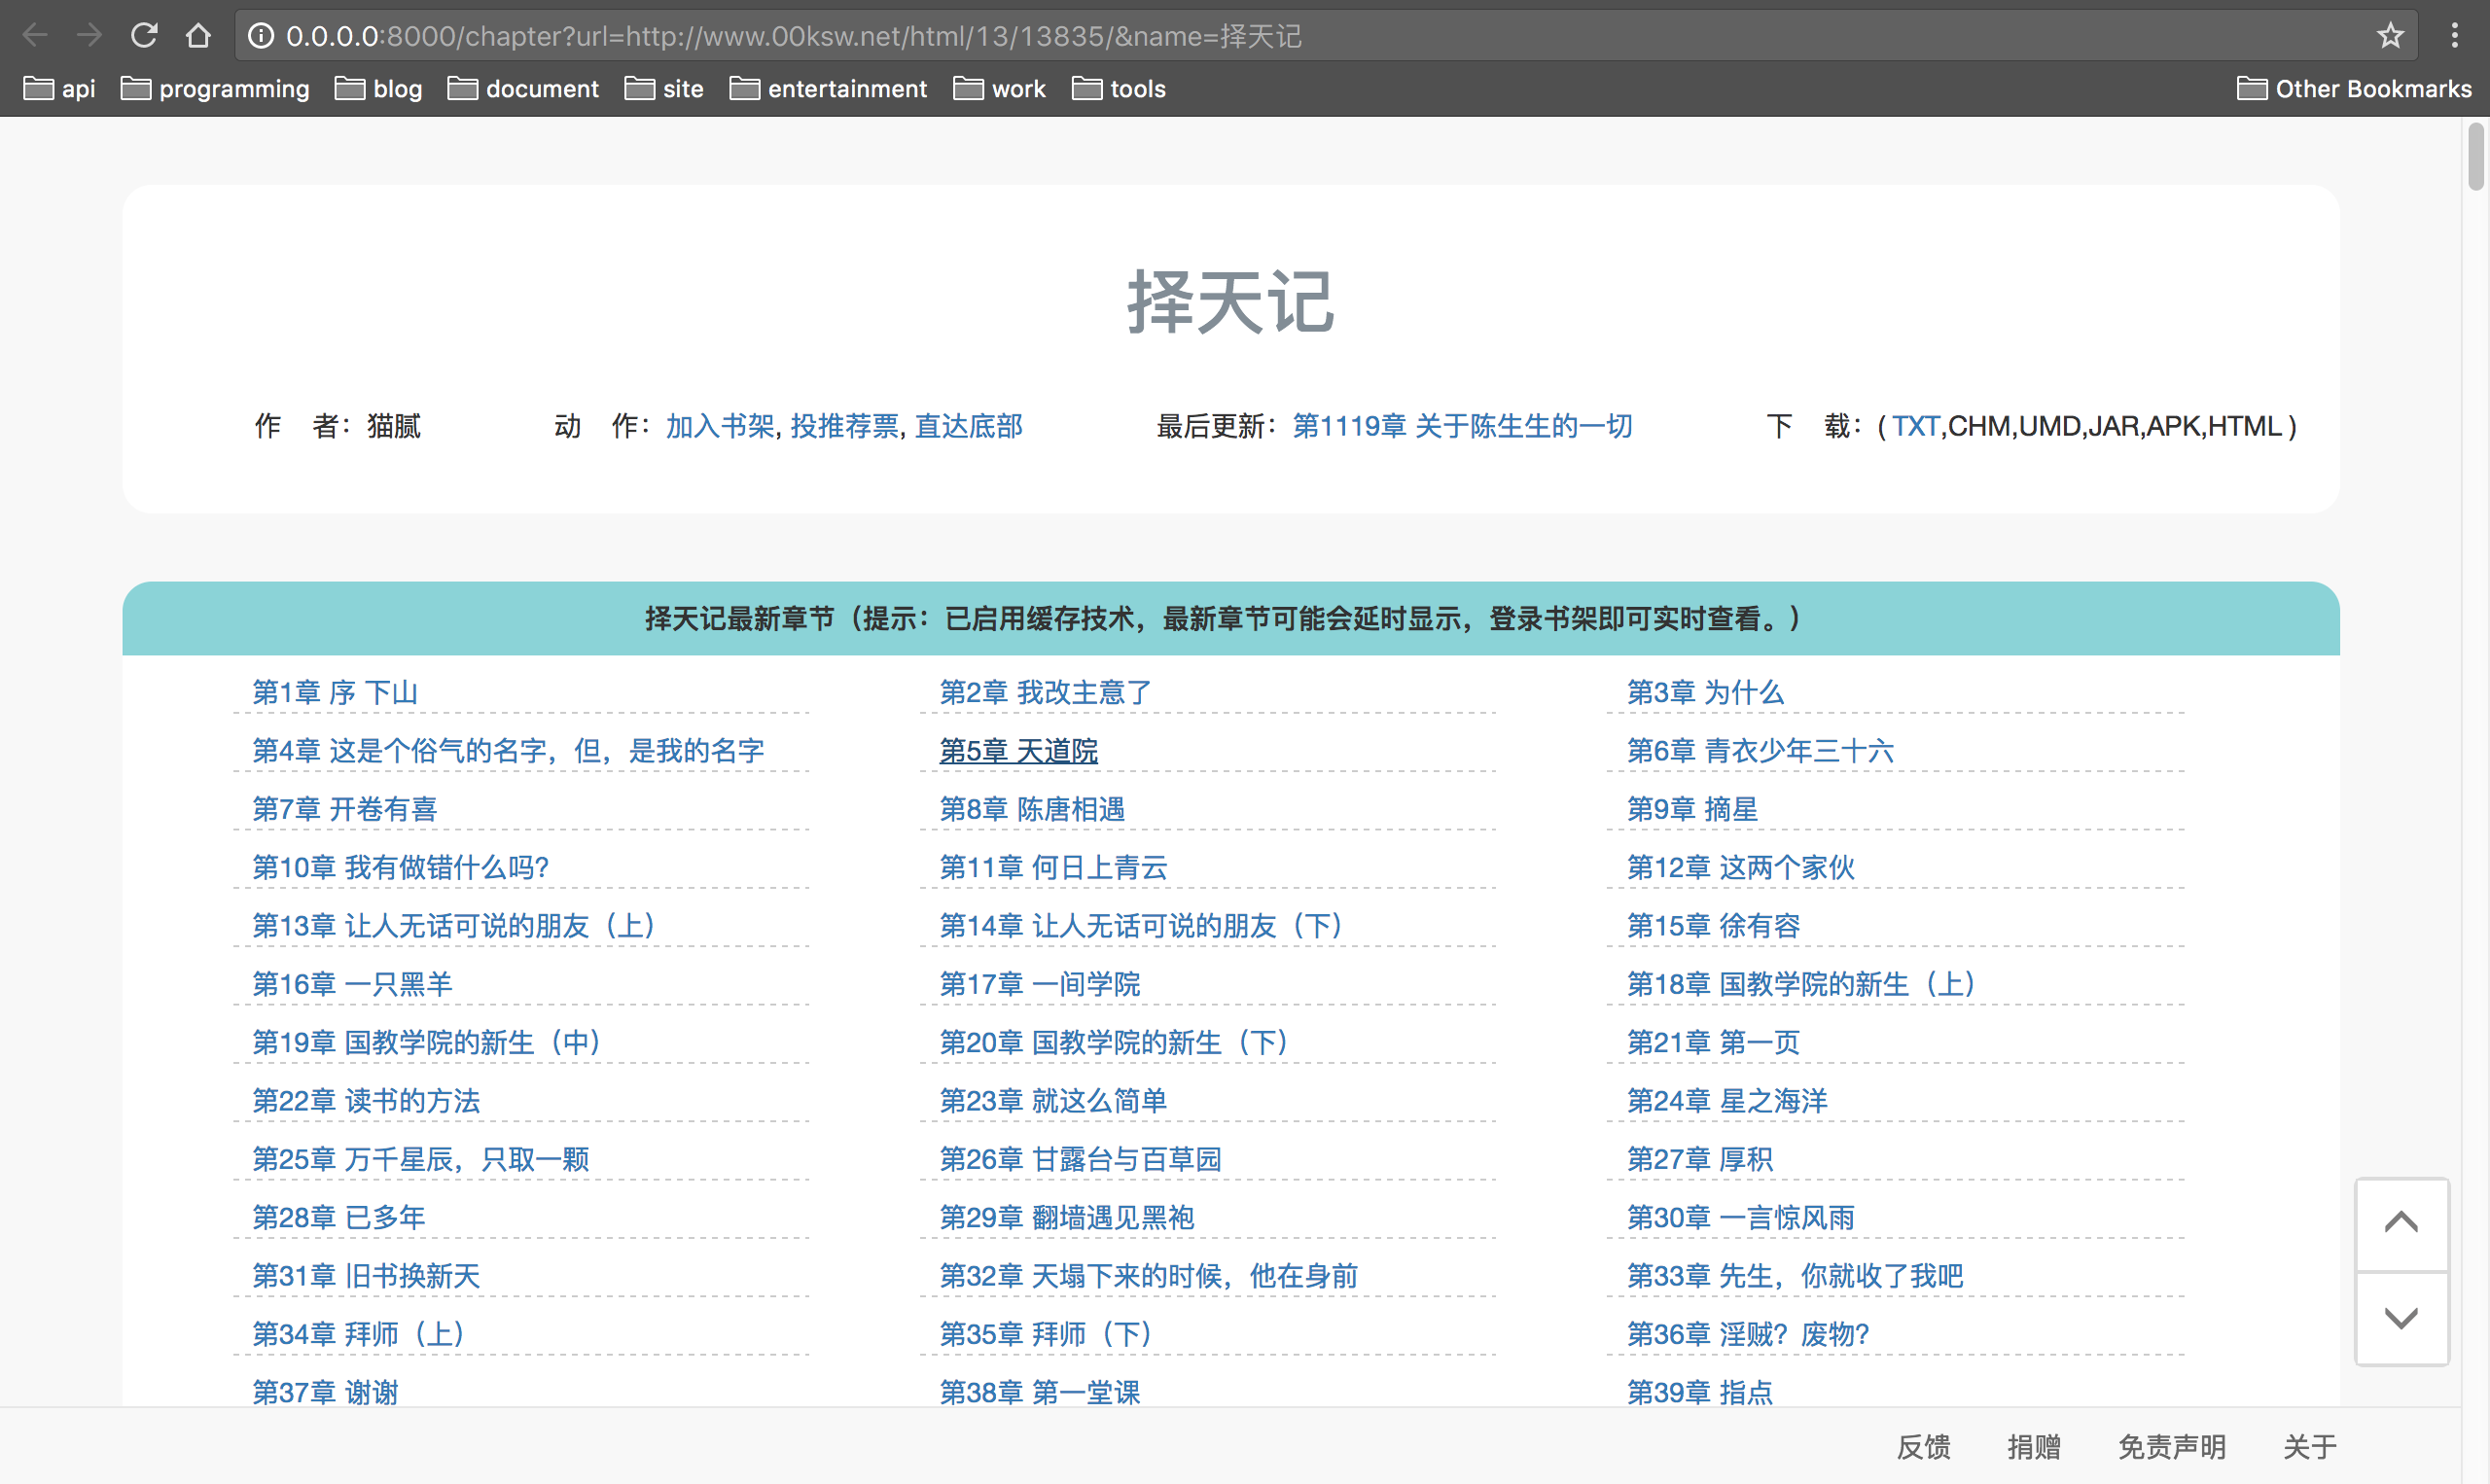 0.0.0.0:8000/chapter?url=http://www.00ksw.net/html/13/13835/&name=择天记
api programming blog document site entertainment work tools Other Bookmarks
择天记
作 者：猫腻 动 作：加入书架, 投推荐票, 直达底部 最后更新：第1119章 关于陈生生的一切 下 载：( TXT,CHM,UMD,JAR,APK,HTML )
择天记最新章节（提示：已启用缓存技术，最新章节可能会延时显示，登录书架即可实时查看。）
第1章 序 下山 第2章 我改主意了 第3章 为什么
第4章 这是个俗气的名字，但，是我的名字 第5章 天道院 第6章 青衣少年三十六
第7章 开卷有喜 第8章 陈唐相遇 第9章 摘星
第10章 我有做错什么吗? 第11章 何日上青云 第12章 这两个家伙
第13章 让人无话可说的朋友（上） 第14章 让人无话可说的朋友（下） 第15章 徐有容
第16章 一只黑羊 第17章 一间学院 第18章 国教学院的新生（上）
第19章 国教学院的新生（中） 第20章 国教学院的新生（下） 第21章 第一页
第22章 读书的方法 第23章 就这么简单 第24章 星之海洋
第25章 万千星辰，只取一颗 第26章 甘露台与百草园 第27章 厚积
第28章 已多年 第29章 翻墙遇见黑袍 第30章 一言惊风雨
第31章 旧书换新天 第32章 天塌下来的时候，他在身前 第33章 先生，你就收了我吧
第34章 拜师（上） 第35章 拜师（下） 第36章 淫贼？废物?
第37章 谢谢 第38章 第一堂课 第39章 指点
反馈 捐赠 免责声明 关于